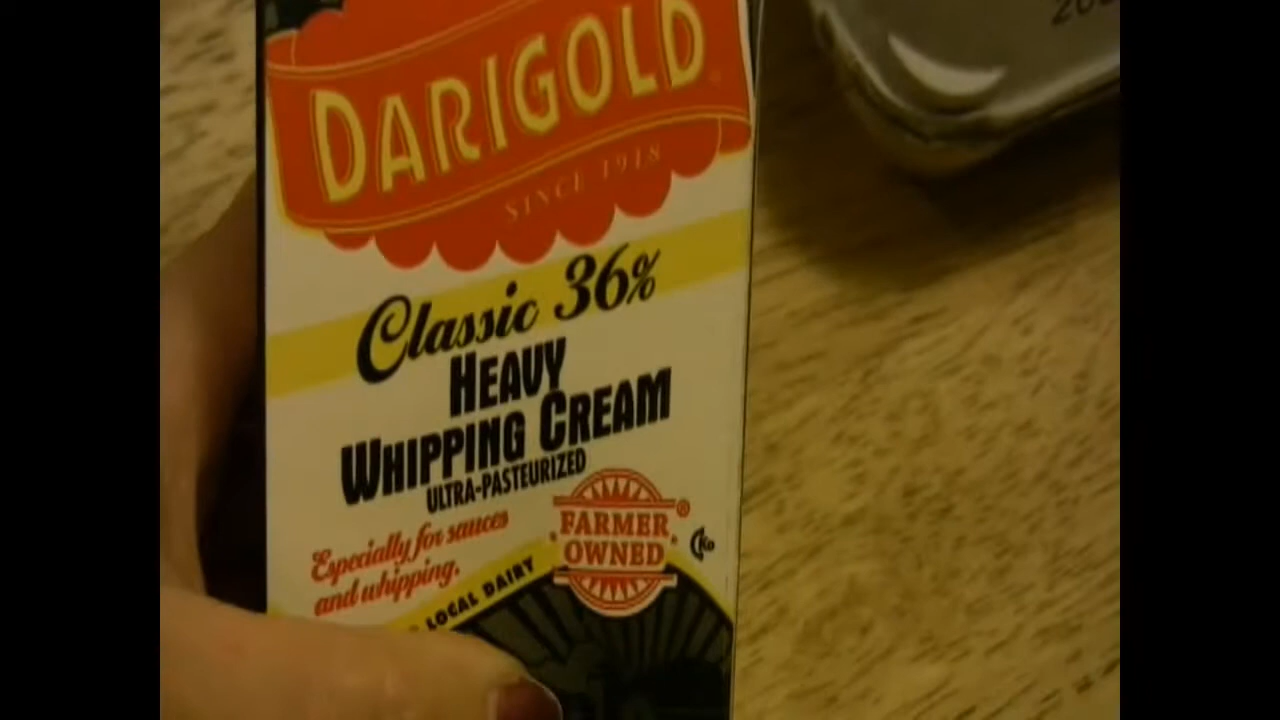 DARIGOLD
SINCE 1918
Classic 36%
HEAVY
WHIPPING CREAM
ULTRA-PASTEURIZED
Especially for sauces
and whipping.
FARMER
OWNED®
LOCAL DAIRY